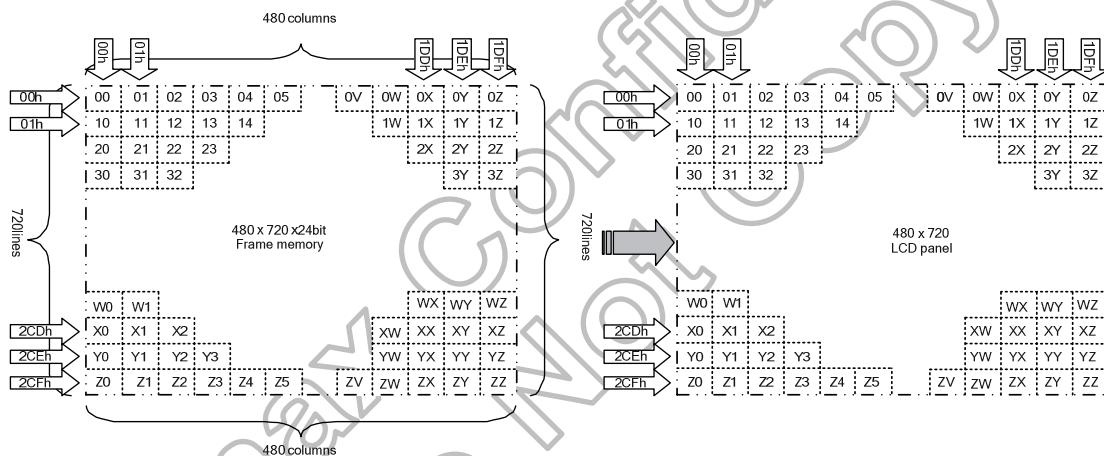 480 columns
00h 01h 1DDh 1DEh 1DFh 00h 01h 1DDh 1DEh 1DFh
00h 00 01 02 03 04 05 0V 0W 0X 0Y 0Z 00h 00 01 02 03 04 05 0V 0W 0X 0Y 0Z
01h 10 11 12 13 14 1W 1X 1Y 1Z 01h 10 11 12 13 14 1W 1X 1Y 1Z
20 21 22 23 2X 2Y 2Z 20 21 22 23 2X 2Y 2Z
30 31 32 3Y 3Z 30 31 32 3Y 3Z
720lines 480 x 720 x24bit 720lines 480 x 720
Frame memory LCD panel
W0 W1 WX WY WZ W0 W1 WX WY WZ
2CDh X0 X1 X2 XW XX XY XZ 2CDh X0 X1 X2 XW XX XY XZ
2CEh Y0 Y1 Y2 Y3 YW YX YY YZ 2CEh Y0 Y1 Y2 Y3 YW YX YY YZ
2CFh Z0 Z1 Z2 Z3 Z4 Z5 ZV ZW ZX ZY ZZ 2CFh Z0 Z1 Z2 Z3 Z4 Z5 ZV ZW ZX ZY ZZ
480 columns